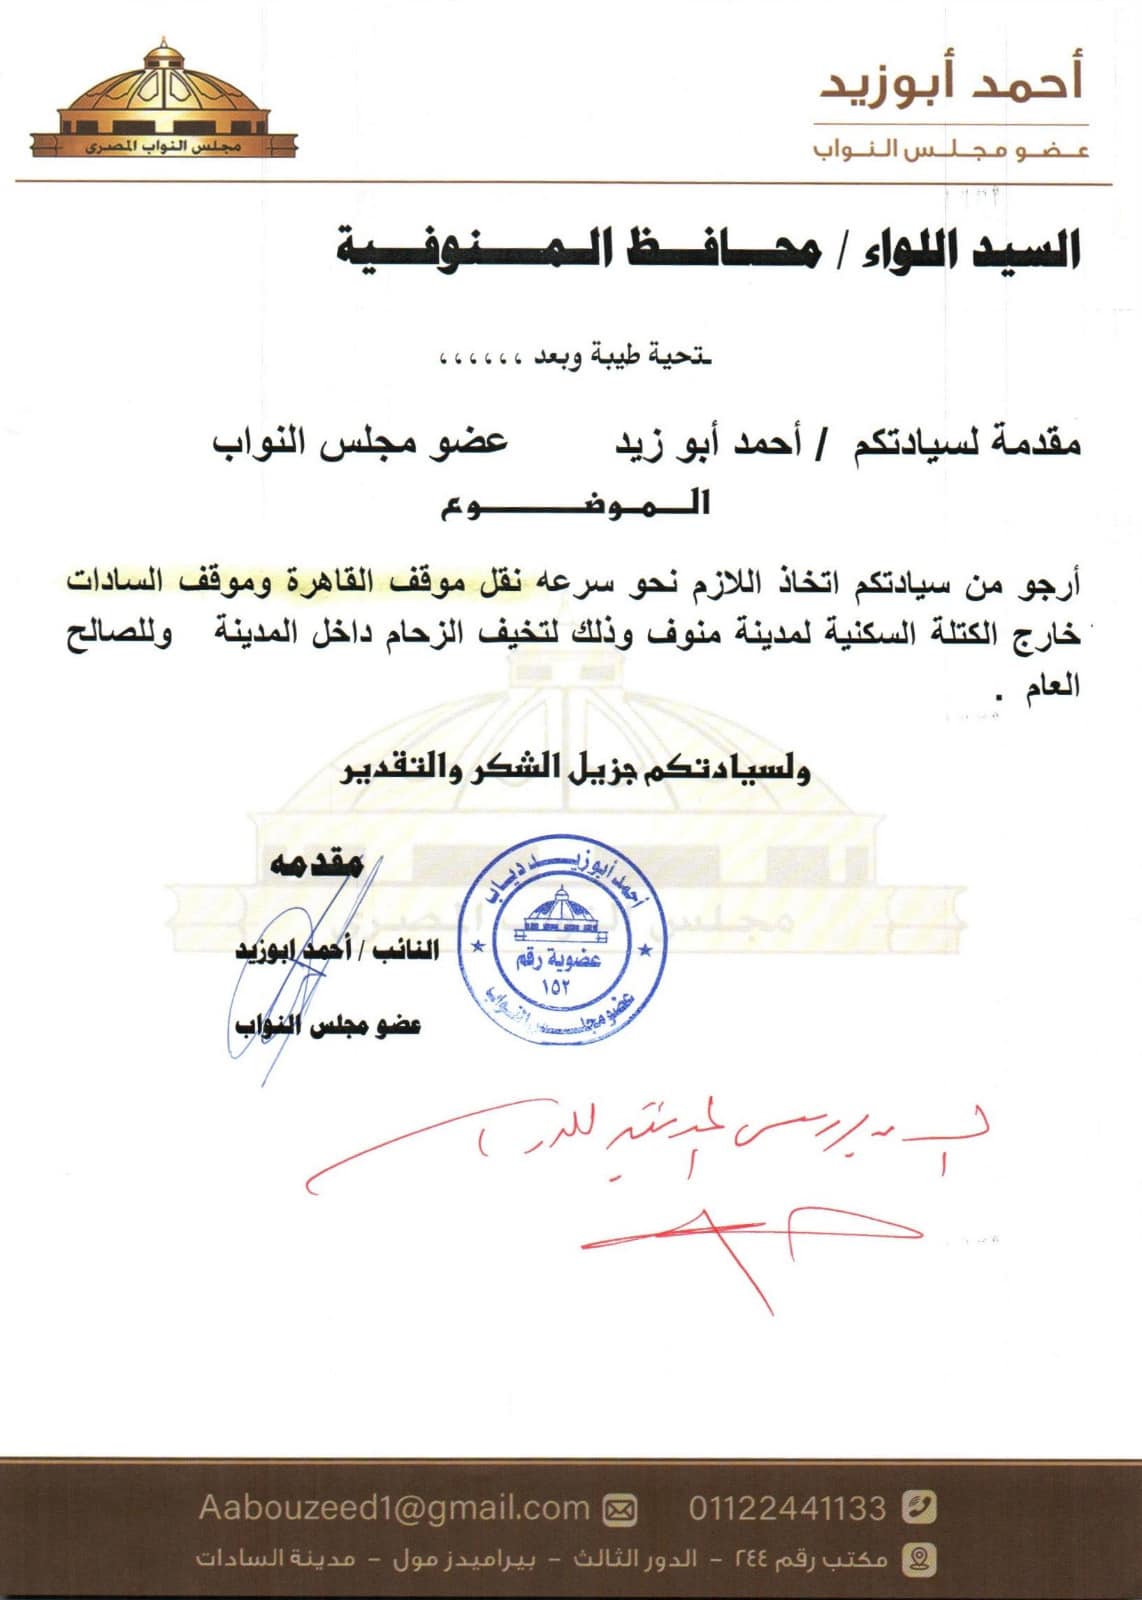 أحمد أبوزيد
عضو مجلس النواب
مجلس النواب المصرى
السيد اللواء / محافظ المنوفية
تحية طيبة وبعد ،،،،،،
مقدمة لسيادتكم / أحمد أبو زيد عضو مجلس النواب
الموضوع
أرجو من سيادتكم اتخاذ اللازم نحو سرعه نقل موقف القاهرة وموقف السادات
خارج الكتلة السكنية لمدينة منوف وذلك لتخيف الزحام داخل المدينة وللصالح
العام .
ولسيادتكم جزيل الشكر والتقدير
مقدمه
النائب / أحمد ابوزيد
عضو مجلس النواب
أحمد أبوزيد دياب
عضوية رقم
١٥٢
عضو مجلس النواب
مجلس النواب المصرى
01122441133
Aabouzeed1@gmail.com
مكتب رقم ٢٤٤ - الدور الثالث - بيراميدز مول - مدينة السادات